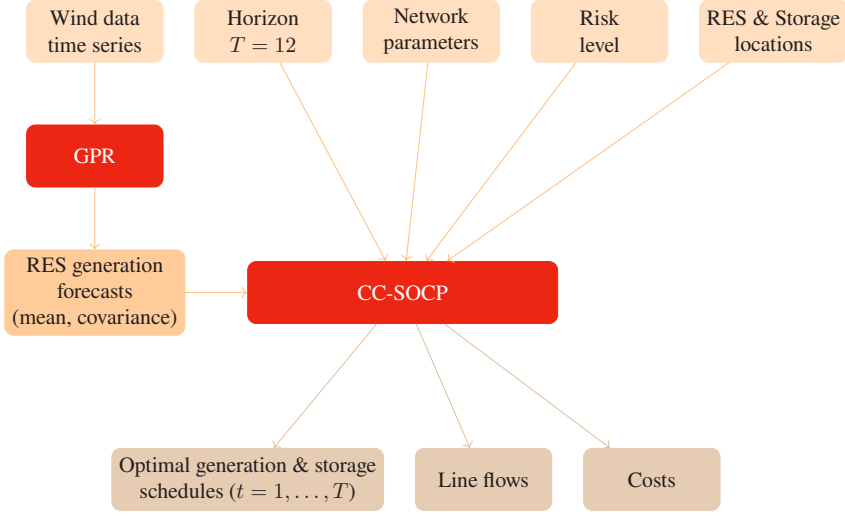 Wind data
time series
Horizon
T = 12
Network
parameters
Risk
level
RES & Storage
locations
GPR
RES generation
forecasts
(mean, covariance)
CC-SOCP
Optimal generation & storage
schedules (t = 1, . . . , T)
Line flows
Costs